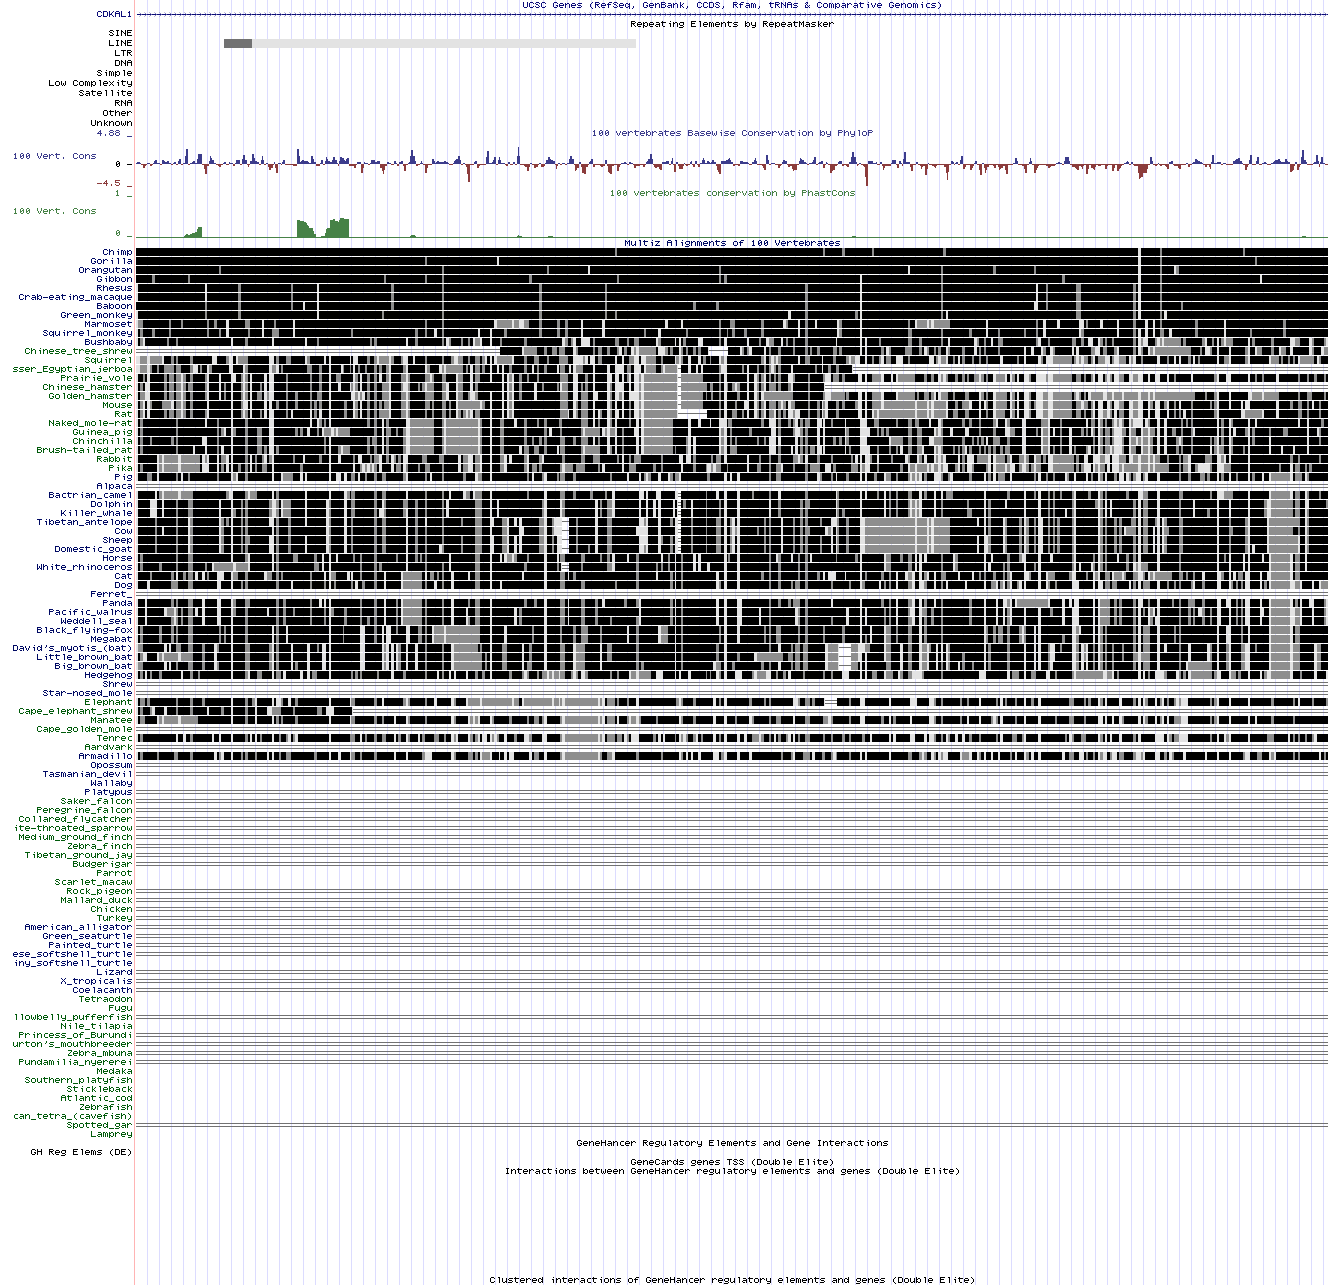 UCSC Genes (RefSeq, GenBank, CCDS, Rfam, tRNAs & Comparative Genomics)
CDKAL1
Repeating Elements by RepeatMasker
SINE
LINE
LTR
DNA
Simple
Low Complexity
Satellite
RNA
Other
Unknown
4.88 _
100 vertebrates Basewise Conservation by PhyloP
100 Vert. Cons
0 _
-4.5 _
100 vertebrates conservation by PhastCons
1 _
100 Vert. Cons
0 _
Multiz Alignments of 100 Vertebrates
Chimp
Gorilla
Orangutan
Gibbon
Rhesus
Crab-eating_macaque
Baboon
Green_monkey
Marmoset
Squirrel_monkey
Bushbaby
Chinese_tree_shrew
Squirrel
sser_Egyptian_jerboa
Prairie_vole
Chinese_hamster
Golden_hamster
Mouse
Rat
Naked_mole-rat
Guinea_pig
Chinchilla
Brush-tailed_rat
Rabbit
Pika
Pig
Alpaca
Bactrian_camel
Dolphin
Killer_whale
Tibetan_antelope
Cow
Sheep
Domestic_goat
Horse
White_rhinoceros
Cat
Dog
Ferret_
Panda
Pacific_walrus
Weddell_seal
Black_flying-fox
Megabat
David's_myotis_(bat)
Little_brown_bat
Big_brown_bat
Hedgehog
Shrew
Star-nosed_mole
Elephant
Cape_elephant_shrew
Manatee
Cape_golden_mole
Tenrec
Aardvark
Armadillo
Opossum
Tasmanian_devil
Wallaby
Platypus
Saker_falcon
Peregrine_falcon
Collared_flycatcher
ite-throated_sparrow
Medium_ground_finch
Zebra_finch
Tibetan_ground_jay
Budgerigar
Parrot
Scarlet_macaw
Rock_pigeon
Mallard_duck
Chicken
Turkey
American_alligator
Green_seaturtle
Painted_turtle
ese_softshell_turtle
iny_softshell_turtle
Lizard
X_tropicalis
Coelacanth
Tetraodon
Fugu
llowbelly_pufferfish
Nile_tilapia
Princess_of_Burundi
urton's_mouthbreeder
Zebra_mbuna
Pundamilia_nyererei
Medaka
Southern_platyfish
Stickleback
Atlantic_cod
Zebrafish
can_tetra_(cavefish)
Spotted_gar
Lamprey
GeneHancer Regulatory Elements and Gene Interactions
GH Reg Elems (DE)
GeneCards genes TSS (Double Elite)
Interactions between GeneHancer regulatory elements and genes (Double Elite)
Clustered interactions of GeneHancer regulatory elements and genes (Double Elite)